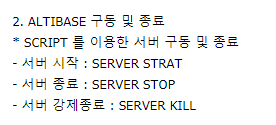 2. ALTIBASE 구동 및 종료
* SCRIPT 를 이용한 서버 구동 및 종료
- 서버 시작 : SERVER STRAT
- 서버 종료 : SERVER STOP
- 서버 강제종료 : SERVER KILL